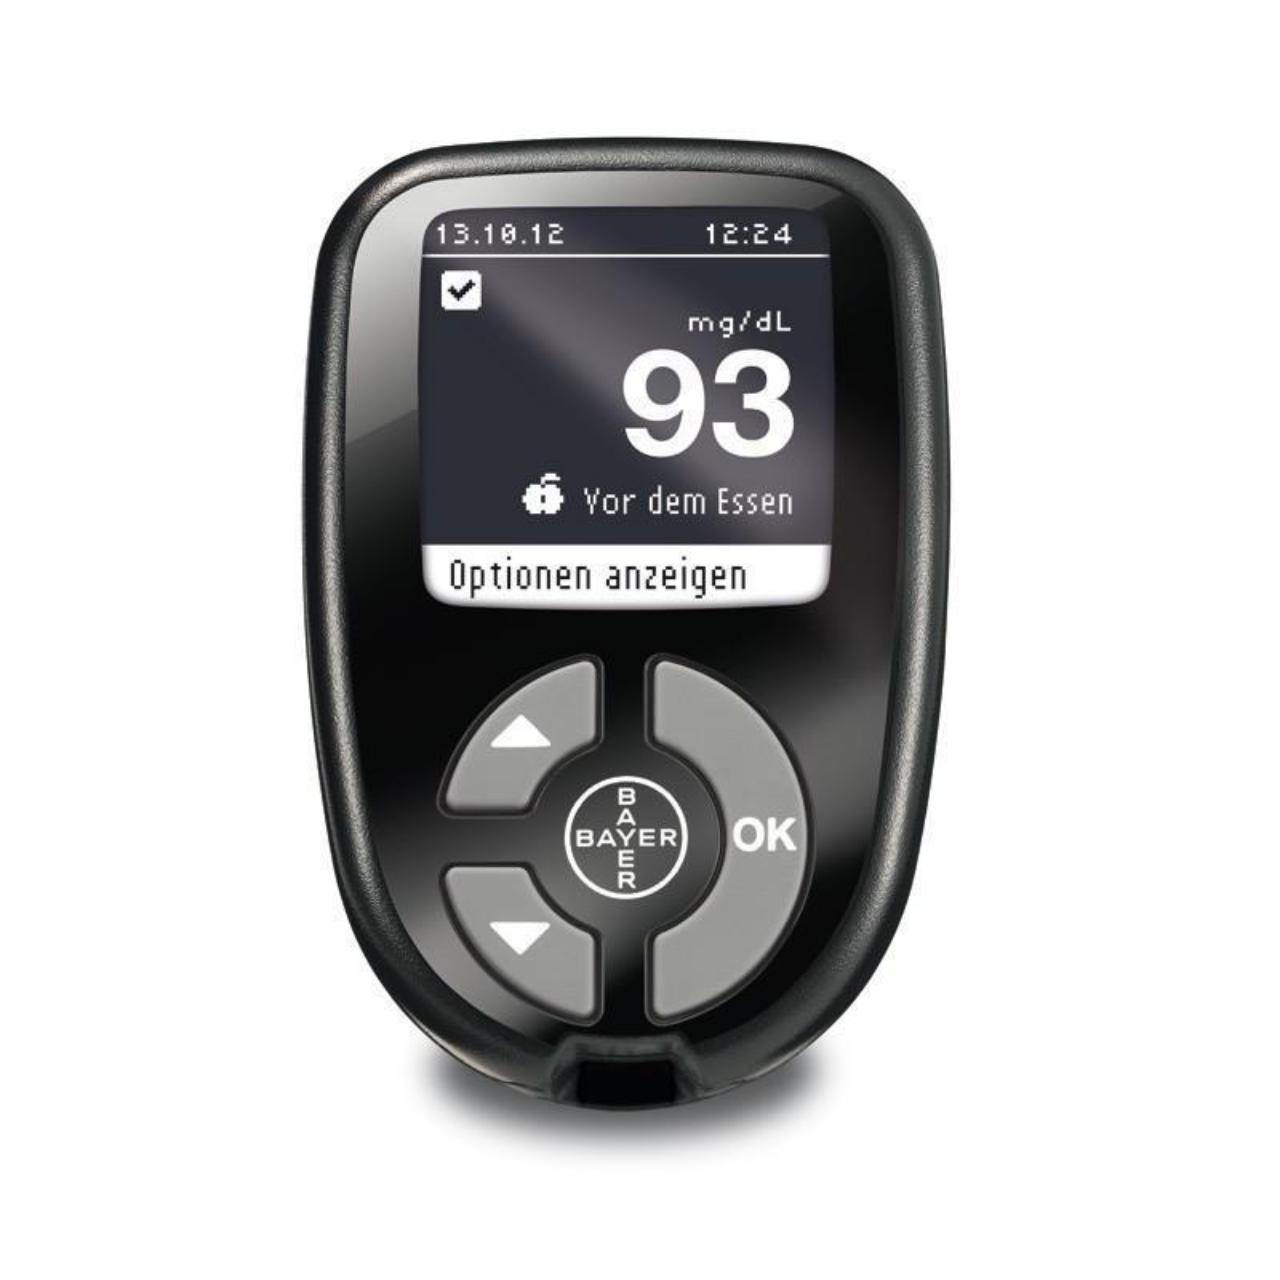 13.10.12 12:24
mg/dL
93
Vor dem Essen
Optionen anzeigen
OK
BAYER
BAYER